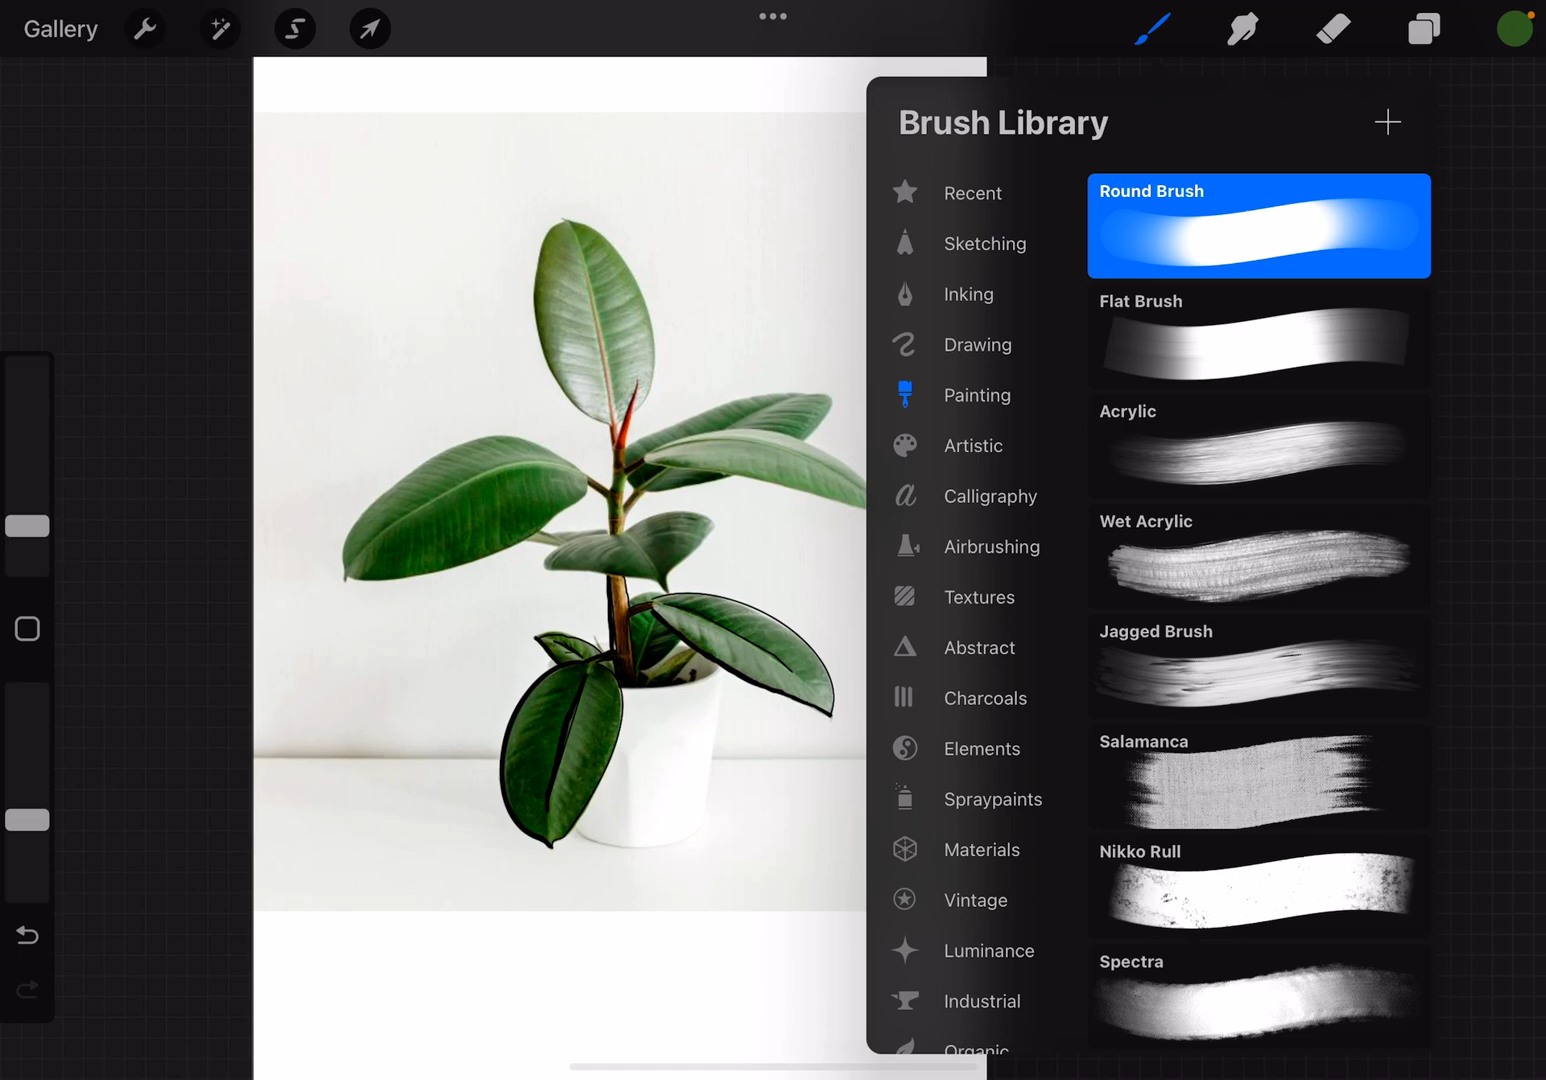 Gallery
Brush Library
Recent
Sketching
Inking
Drawing
Painting
Artistic
Calligraphy
Airbrushing
Textures
Abstract
Charcoals
Elements
Spraypaints
Materials
Vintage
Luminance
Industrial
Organic
Round Brush
Flat Brush
Acrylic
Wet Acrylic
Jagged Brush
Salamanca
Nikko Rull
Spectra